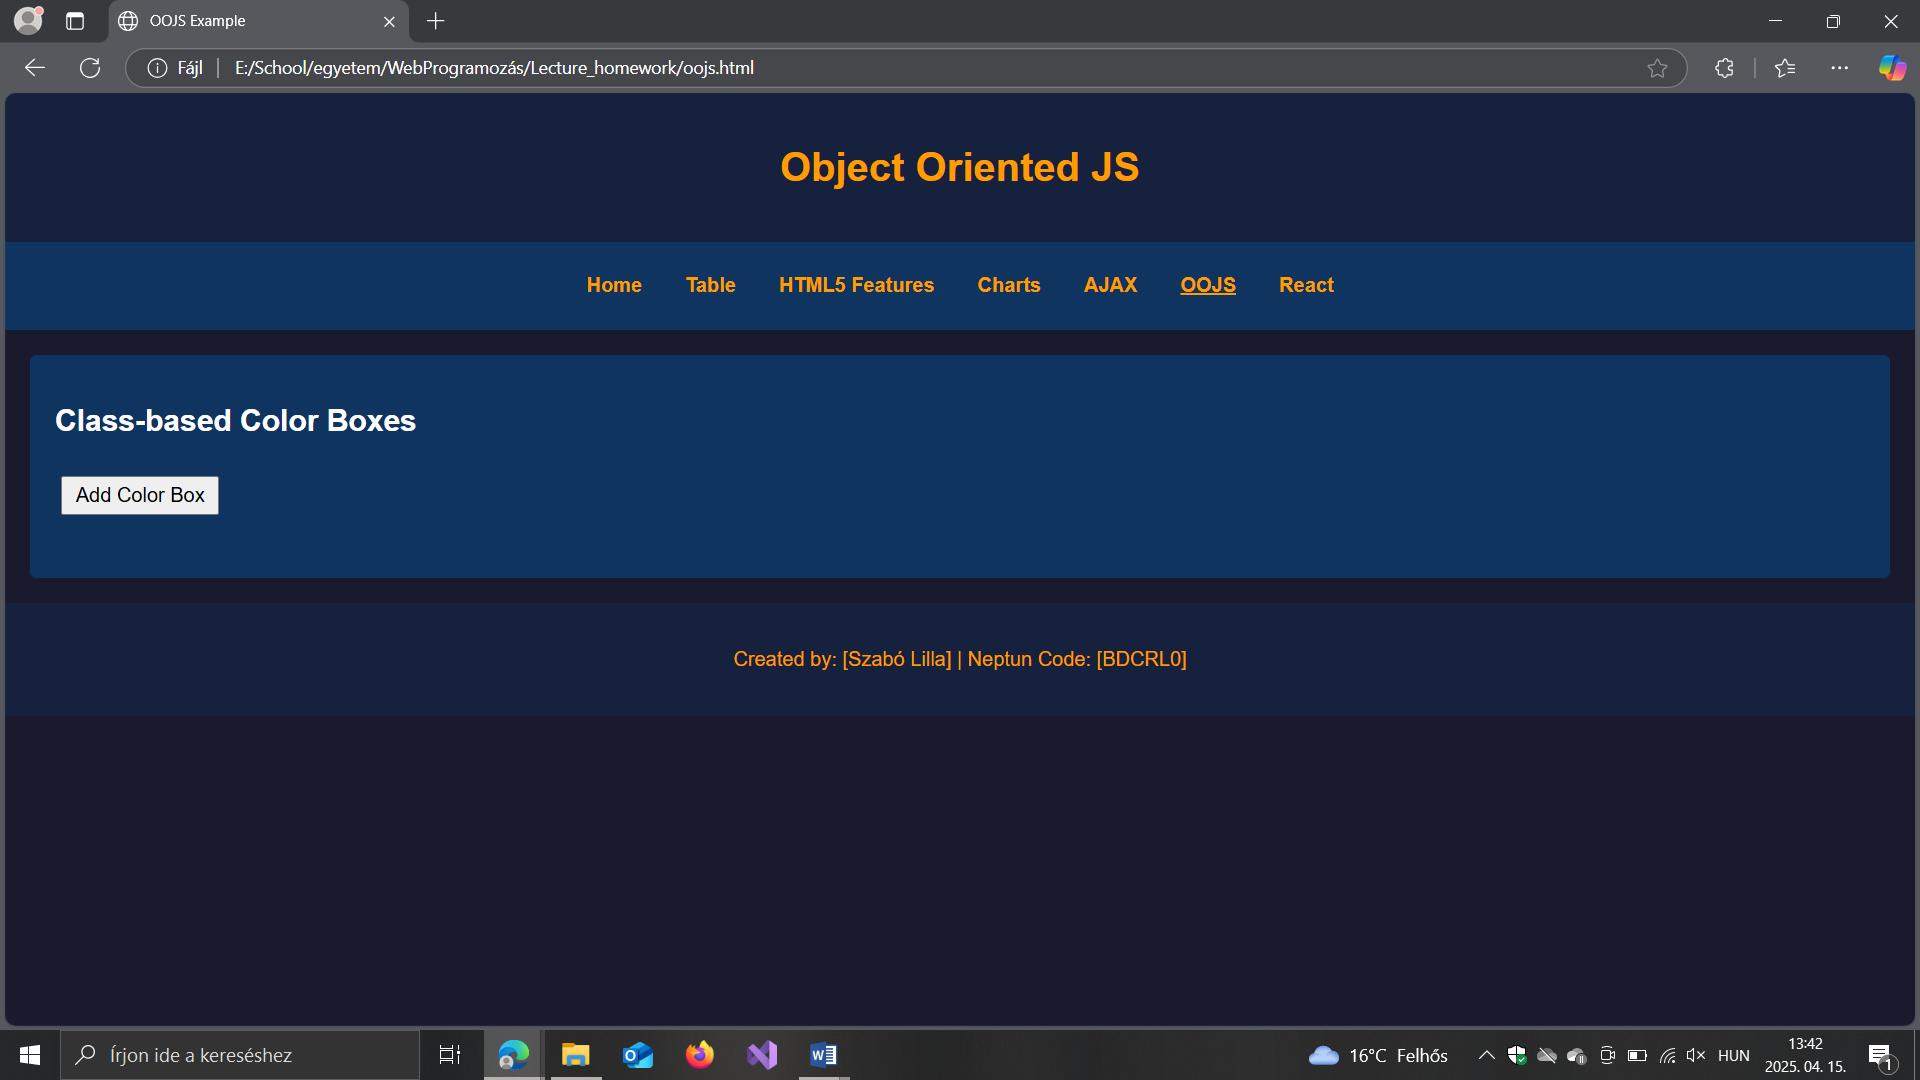 OOJS Example
Fájl
E:/School/egyetem/WebProgramozás/Lecture_homework/oojs.html
Object Oriented JS
Home Table HTML5 Features Charts AJAX OOJS React
Class-based Color Boxes
Add Color Box
Created by: [Szabó Lilla] | Neptun Code: [BDCRL0]
Írjon ide a kereséshez
16°C Felhős
HUN
13:42
2025. 04. 15.
1